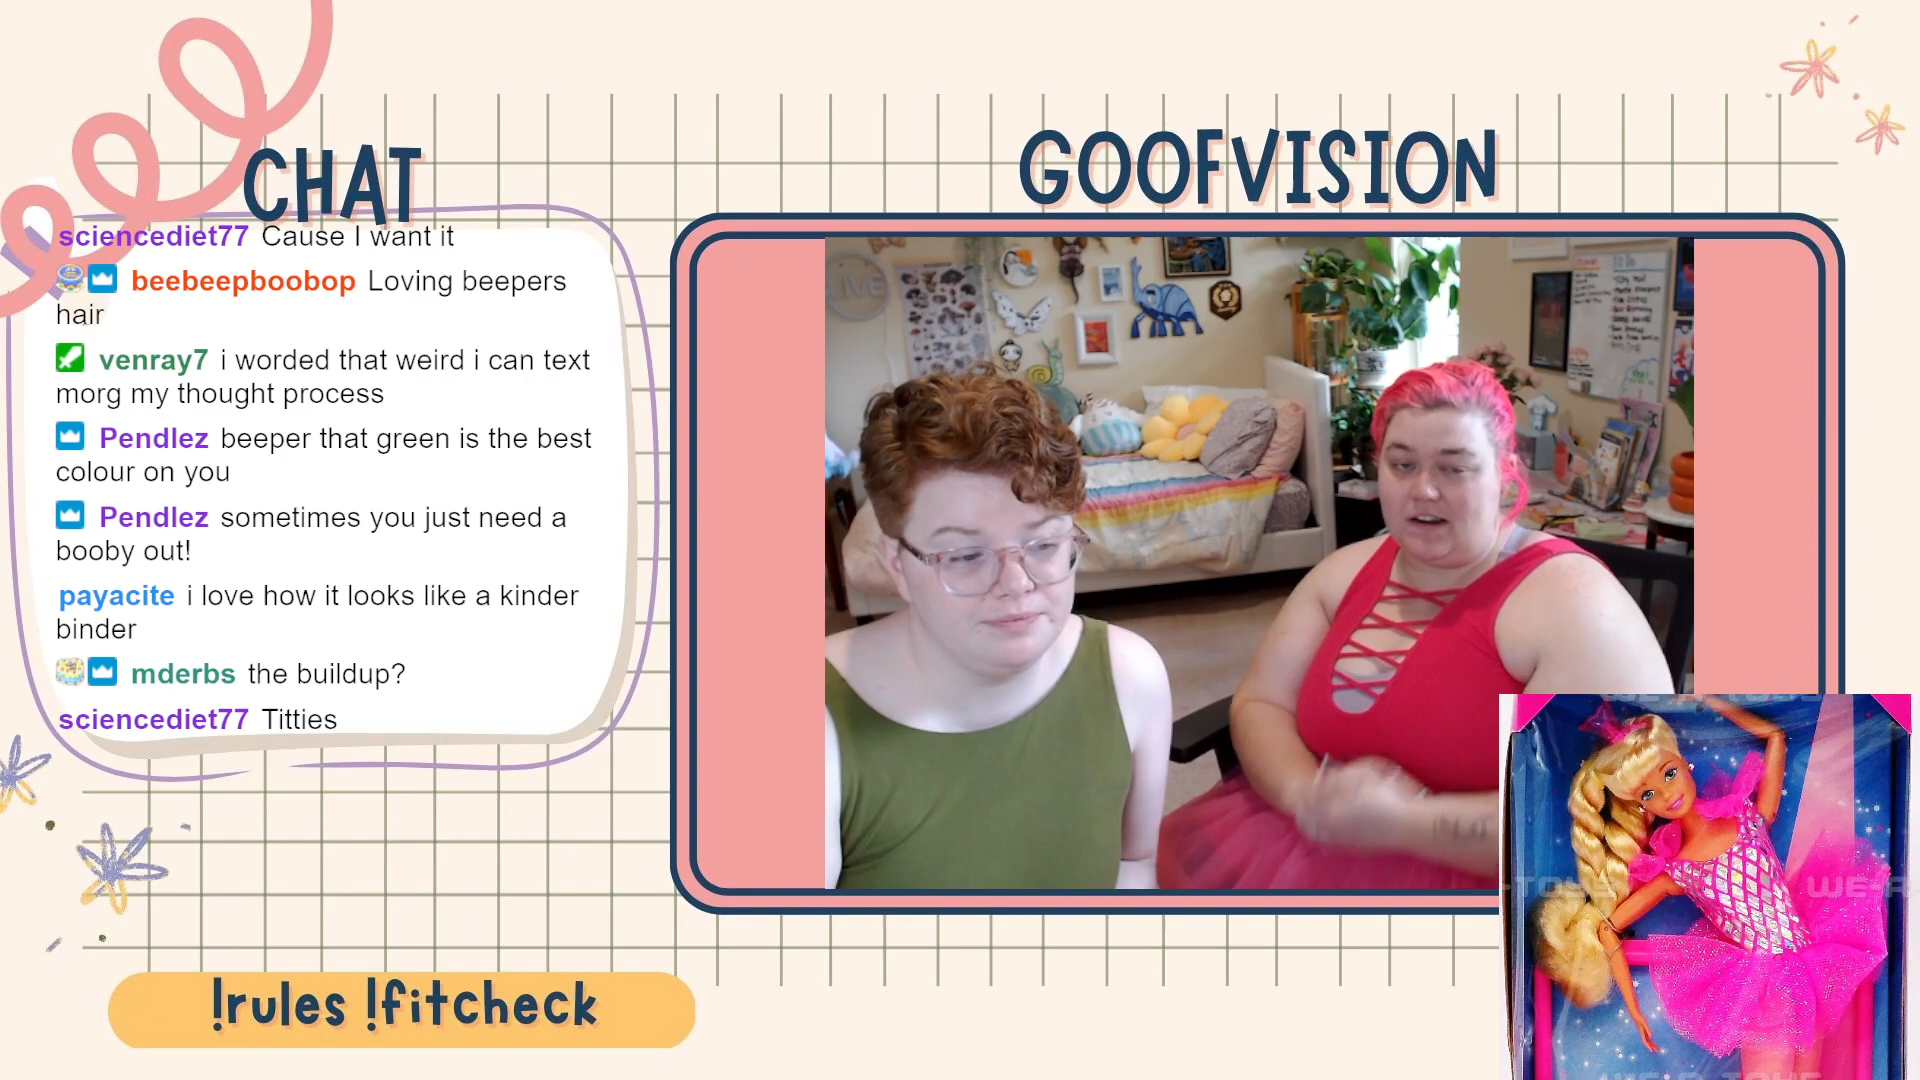 CHAT
GOOFVISION
sciencediet77 Cause I want it
beebeepboobop Loving beepers
hair
venray7 i worded that weird i can text
morg my thought process
Pendlez beeper that green is the best
colour on you
Pendlez sometimes you just need a
booby out!
payacite i love how it looks like a kinder
binder
mderbs the buildup?
sciencediet77 Titties
LIVE
!rules !fitcheck